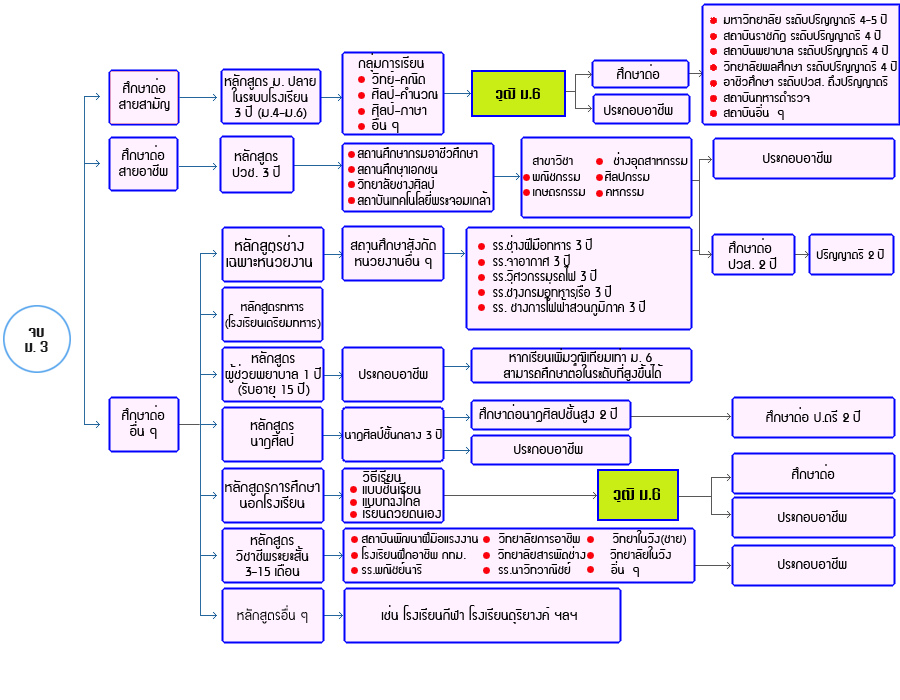 จบ
ม. 3
ศึกษาต่อ
สายสามัญ
หลักสูตร ม. ปลาย
ในระบบโรงเรียน
3 ปี (ม.4-ม.6)
กลุ่มการเรียน
วิทย์-คณิต
ศิลป์-คำนวณ
ศิลป์-ภาษา
อื่น ๆ
วุฒิ ม.6
ศึกษาต่อ
ประกอบอาชีพ
มหาวิทยาลัย ระดับปริญญาตรี 4-5 ปี
สถาบันราชภัฏ ระดับปริญญาตรี 4 ปี
สถาบันพยาบาล ระดับปริญญาตรี 4 ปี
วิทยาลัยพลศึกษา ระดับปริญญาตรี 4 ปี
อาชีวศึกษา ระดับปวส. ถึงปริญญาตรี
สถาบันทหารตำรวจ
สถาบันอื่น ๆ
ศึกษาต่อ
สายอาชีพ
หลักสูตร
ปวช. 3 ปี
สถานศึกษากรมอาชีวศึกษา
สถานศึกษาเอกชน
วิทยาลัยช่างศิลป์
สถาบันเทคโนโลยี่พระจอมเกล้า
สาขาวิชา
พณิชกรรม
เกษตรกรรม
ช่างอุตสาหกรรม
ศิลปกรรม
คหกรรม
ประกอบอาชีพ
ศึกษาต่อ
ปวส. 2 ปี
ปริญญาตรี 2 ปี
ศึกษาต่อ
อื่น ๆ
หลักสูตรช่าง
เฉพาะหน่วยงาน
สถานศึกษาสังกัด
หน่วยงานอื่น ๆ
รร.ช่างฝีมือทหาร 3 ปี
รร.จ่าอากาศ 3 ปี
รร.วิศวกรรมรถไฟ 3 ปี
รร.ช่างกรมอู่ทหารเรือ 3 ปี
รร. ช่างการไฟฟ้าส่วนภูมิภาค 3 ปี
หลักสูตรทหาร
(โรงเรียนเตรียมทหาร)
หลักสูตร
ผู้ช่วยพยาบาล 1 ปี
(รับอายุ 15 ปี)
ประกอบอาชีพ
หากเรียนเพิ่มวุฒิเทียมเท่า ม. 6
สามารถศึกษาต่อในระดับที่สูงขึ้นได้
หลักสูตร
นาฏศิลป์
นาฏศิลป์ชั้นกลาง 3 ปี
ศึกษาต่อนาฏศิลปชั้นสูง 2 ปี
ศึกษาต่อ ป.ตรี 2 ปี
ประกอบอาชีพ
หลักสูตรการศึกษา
นอกโรงเรียน
วิธีเรียน
แบบชั้นเรียน
แบบทางไกล
เรียนด้วยตนเอง
วุฒิ ม.6
ศึกษาต่อ
ประกอบอาชีพ
หลักสูตร
วิชาชีพระยะสั้น
3-15 เดือน
สถาบันพัฒนาฝีมือแรงงาน
โรงเรียนฝึกอาชีพ กทม.
รร.พณิชย์นารี
วิทยาลัยการอาชีพ
วิทยาลัยสารพัดช่าง
รร.นาวิกวาณิชย์
วิทยาในวัง(ชาย)
วิทยาลัยในวัง
อื่น ๆ
ประกอบอาชีพ
หลักสูตรอื่น ๆ
เช่น โรงเรียนกีฬา โรงเรียนดุริยางค์ ฯลฯ